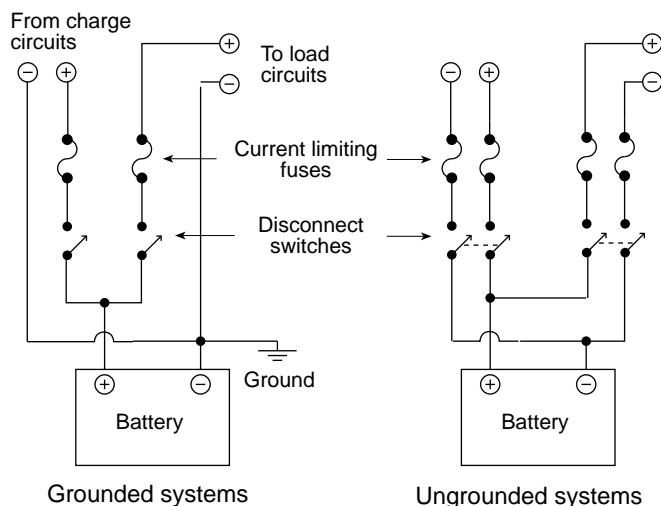 From charge
circuits
To load
circuits
Current limiting
fuses
Disconnect
switches
Ground
Battery
Battery
Grounded systems
Ungrounded systems